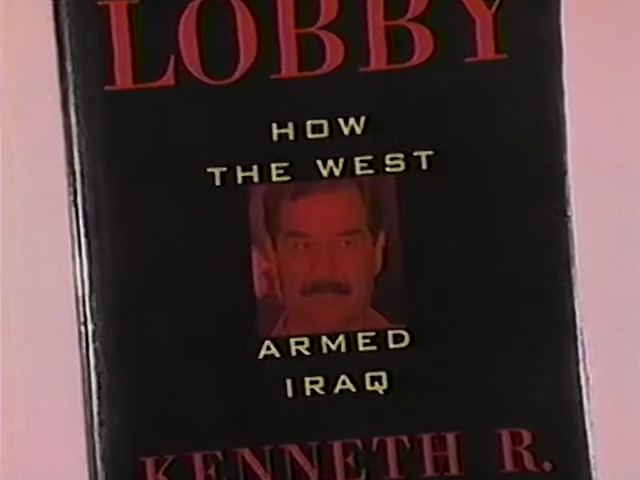 LOBBY
HOW
THE WEST
ARMED
IRAQ
KENNETH R.